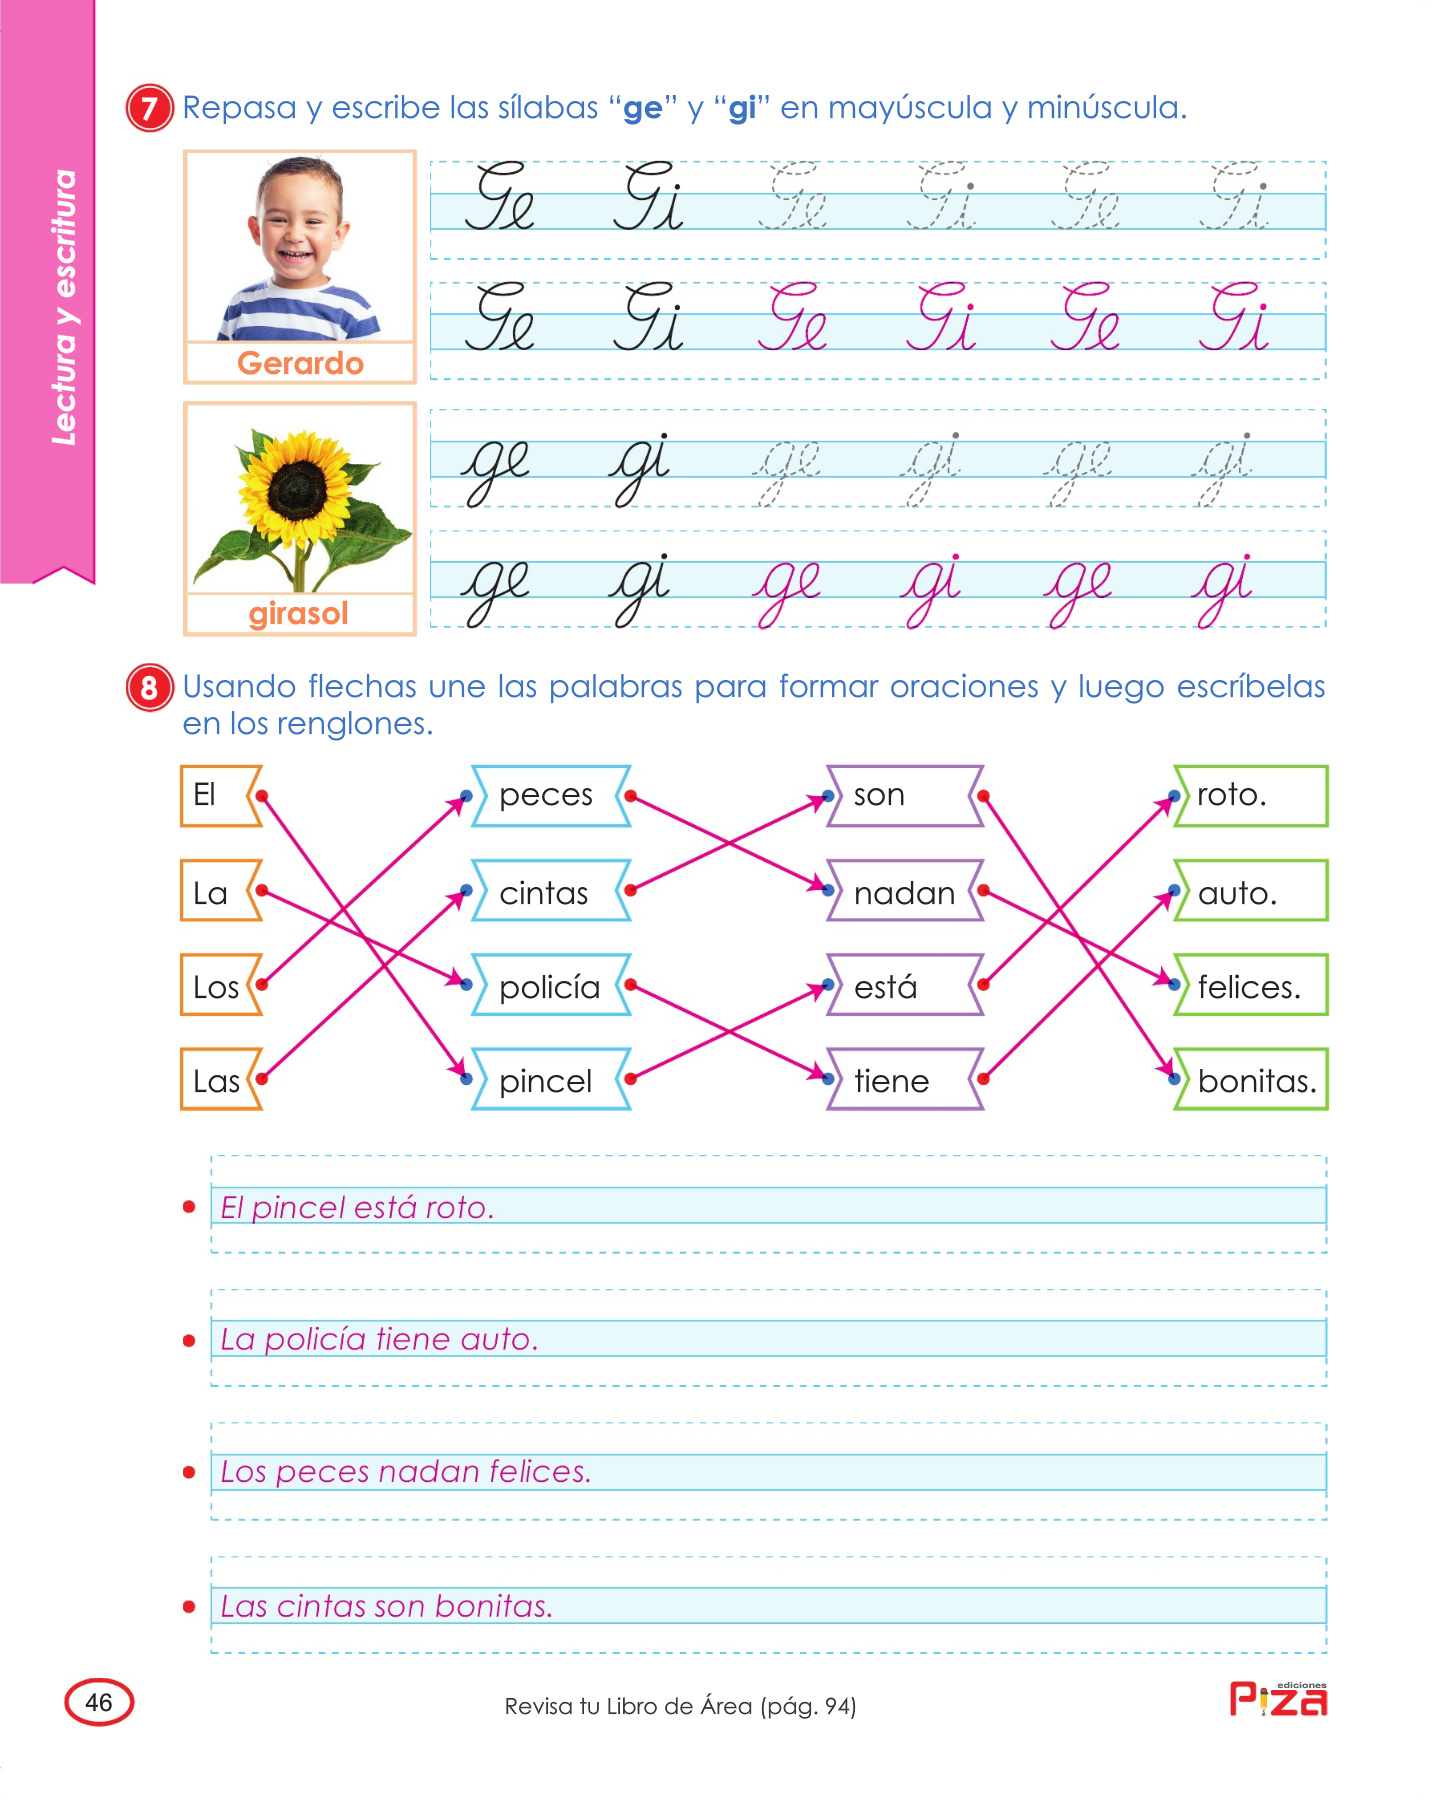 Lectura y escritura
7 Repasa y escribe las sílabas “ge” y “gi” en mayúscula y minúscula.
Ge Gi Ge Gi Ge Gi
Ge Gi Ge Gi Ge Gi
Gerardo
ge gi ge gi ge gi
ge gi ge gi ge gi
girasol
8 Usando flechas une las palabras para formar oraciones y luego escríbelas
en los renglones.
El peces son roto.
La cintas nadan auto.
Los policía está felices.
Las pincel tiene bonitas.
El pincel está roto.
La policía tiene auto.
Los peces nadan felices.
Las cintas son bonitas.
46
Revisa tu Libro de Área (pág. 94)
ediciones
Piza